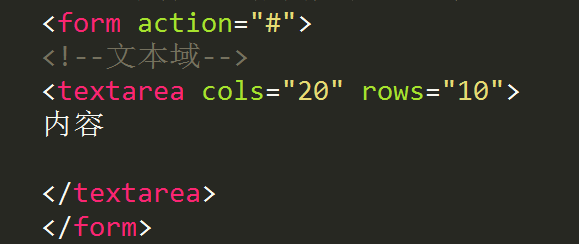 <form action="#">
<!--文本域-->
<textarea cols="20" rows="10">
内容
</textarea>
</form>